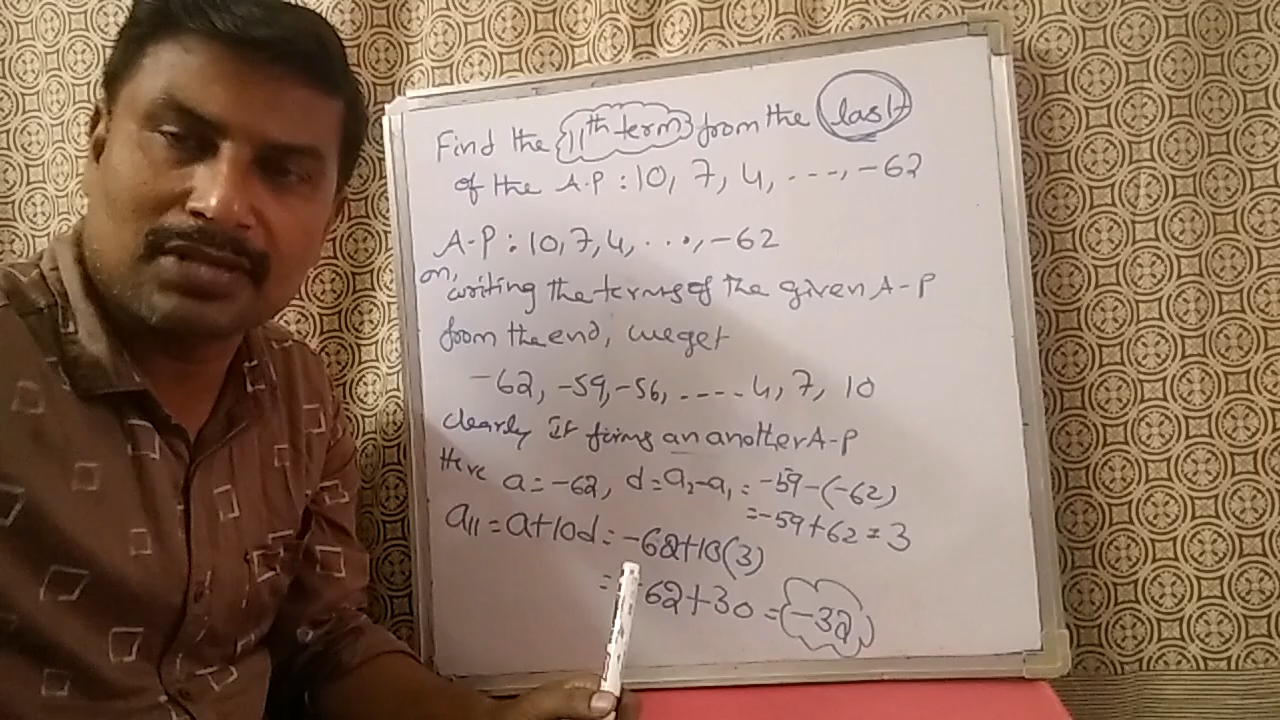 Find the 11th term from the last
of the A.P : 10, 7, 4, ---, -62
A-P : 10, 7, 4, ..., -62
on, writing the terms of the given A-P
from the end, we get
-62, -59, -56, ----- 4, 7, 10
clearly It forms an another A-P
Here a = -62, d = a₂-a₁ = -59-(-62)
= -59+62 = 3
a₁₁ = a+10d = -62+10(3)
= -62+30 = -32